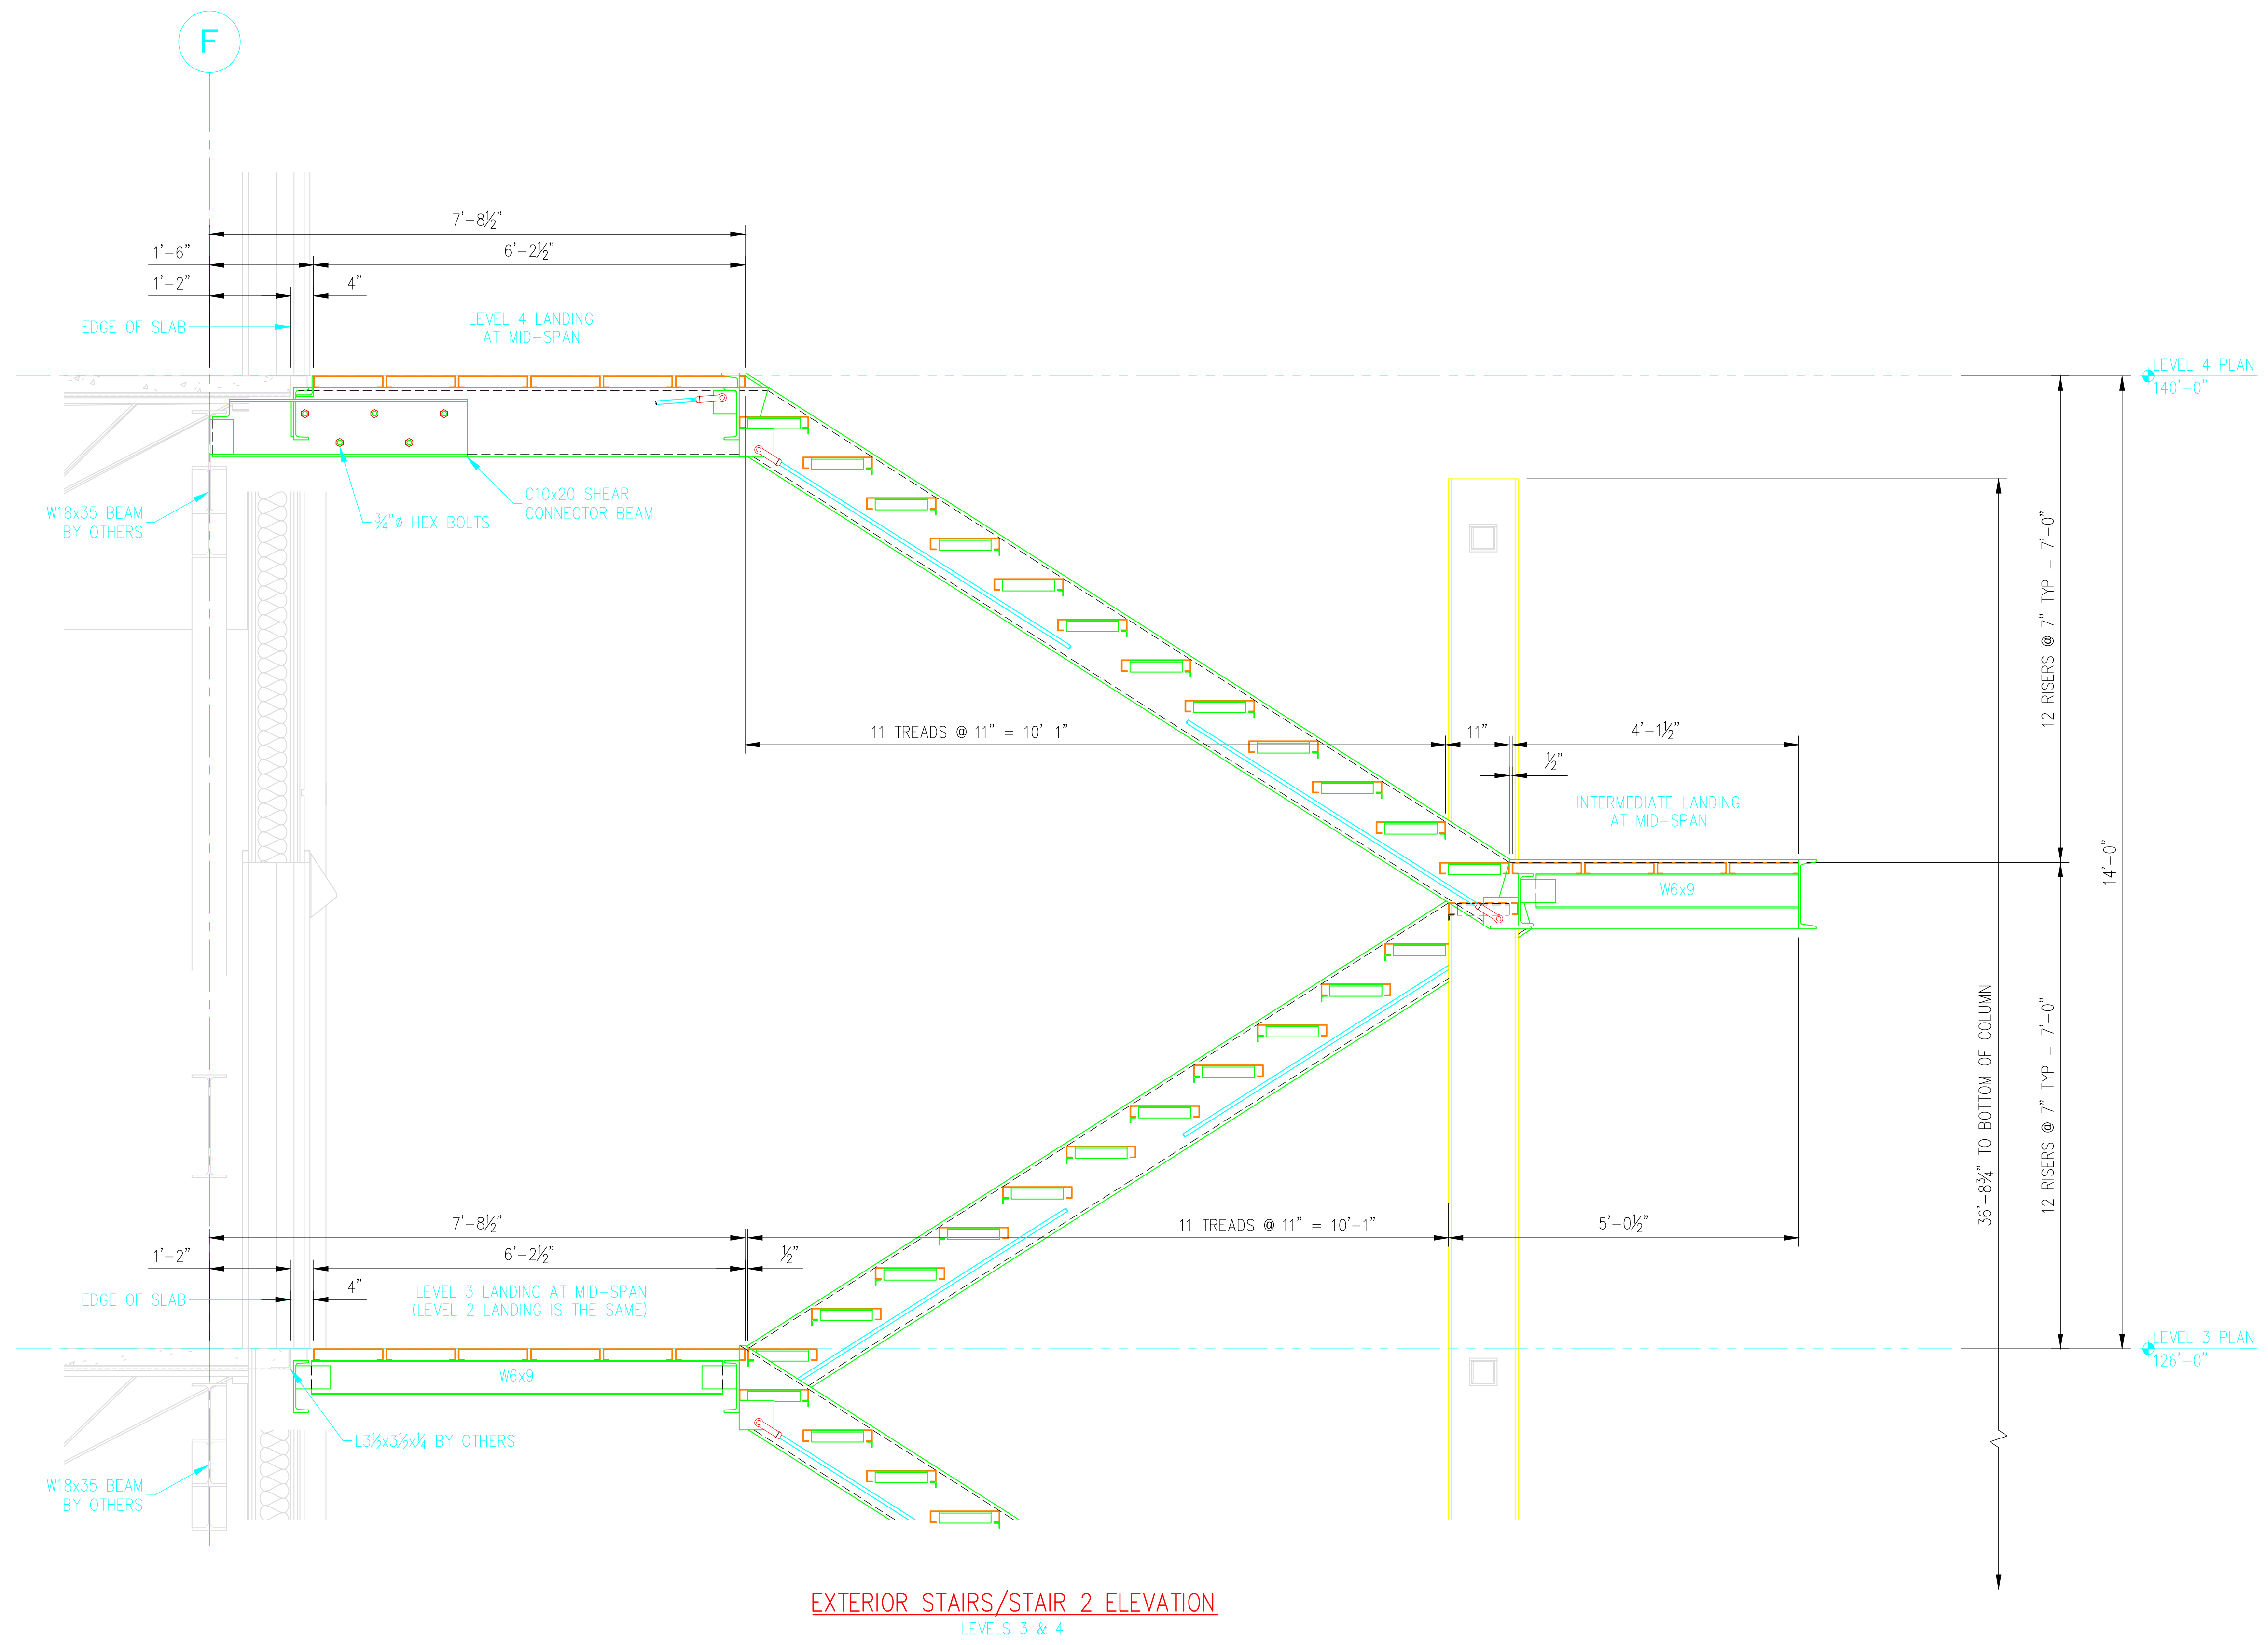 F
7'-8½"
1'-6"
6'-2½"
1'-2"
4"
EDGE OF SLAB
LEVEL 4 LANDING
AT MID-SPAN
LEVEL 4 PLAN
140'-0"
W18x35 BEAM
BY OTHERS
¾"ø HEX BOLTS
C10x20 SHEAR
CONNECTOR BEAM
12 RISERS @ 7" TYP = 7'-0"
11 TREADS @ 11" = 10'-1"
11"
4'-1½"
½"
INTERMEDIATE LANDING
AT MID-SPAN
14'-0"
W6x9
36'-8¾" TO BOTTOM OF COLUMN
12 RISERS @ 7" TYP = 7'-0"
7'-8½"
11 TREADS @ 11" = 10'-1"
5'-0½"
1'-2"
6'-2½"
½"
4"
EDGE OF SLAB
LEVEL 3 LANDING AT MID-SPAN
(LEVEL 2 LANDING IS THE SAME)
LEVEL 3 PLAN
126'-0"
W6x9
L3½x3½x¼ BY OTHERS
W18x35 BEAM
BY OTHERS
EXTERIOR STAIRS/STAIR 2 ELEVATION
LEVELS 3 & 4